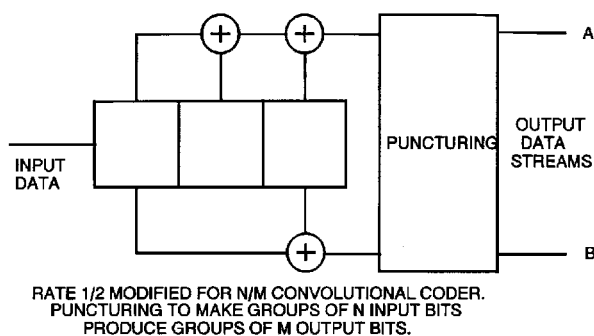 A
INPUT
DATA
PUNCTURING
OUTPUT
DATA
STREAMS
B
RATE 1/2 MODIFIED FOR N/M CONVOLUTIONAL CODER.
PUNCTURING TO MAKE GROUPS OF N INPUT BITS
PRODUCE GROUPS OF M OUTPUT BITS.